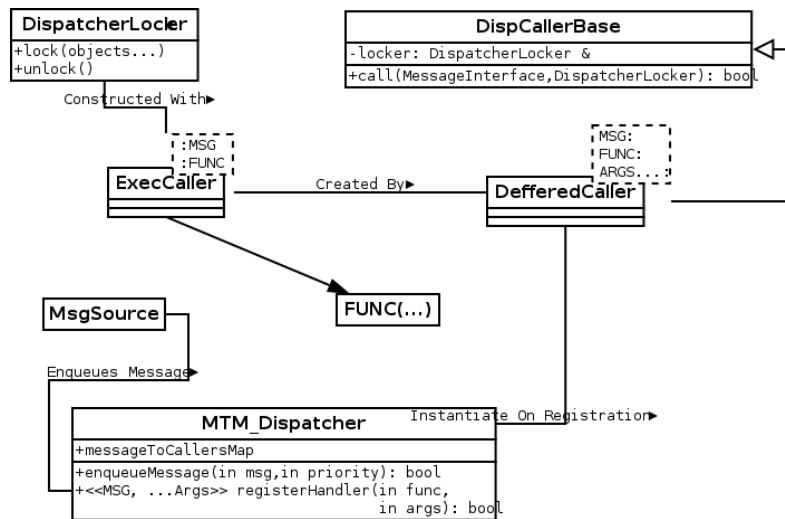 DispatcherLocker
+lock(objects...)
+unlock()
DispCallerBase
-locker: DispatcherLocker &
+call(MessageInterface,DispatcherLocker): bool
Constructed With▶
:MSG
:FUNC
ExecCaller
Created By▶
MSG:
FUNC:
ARGS...:
DefferedCaller
FUNC(...)
MsgSource
Enqueues Message▶
MTM_Dispatcher
Instantiate On Registration▶
+messageToCallersMap
+enqueueMessage(in msg,in priority): bool
+<<MSG, ...Args>> registerHandler(in func,
in args): bool